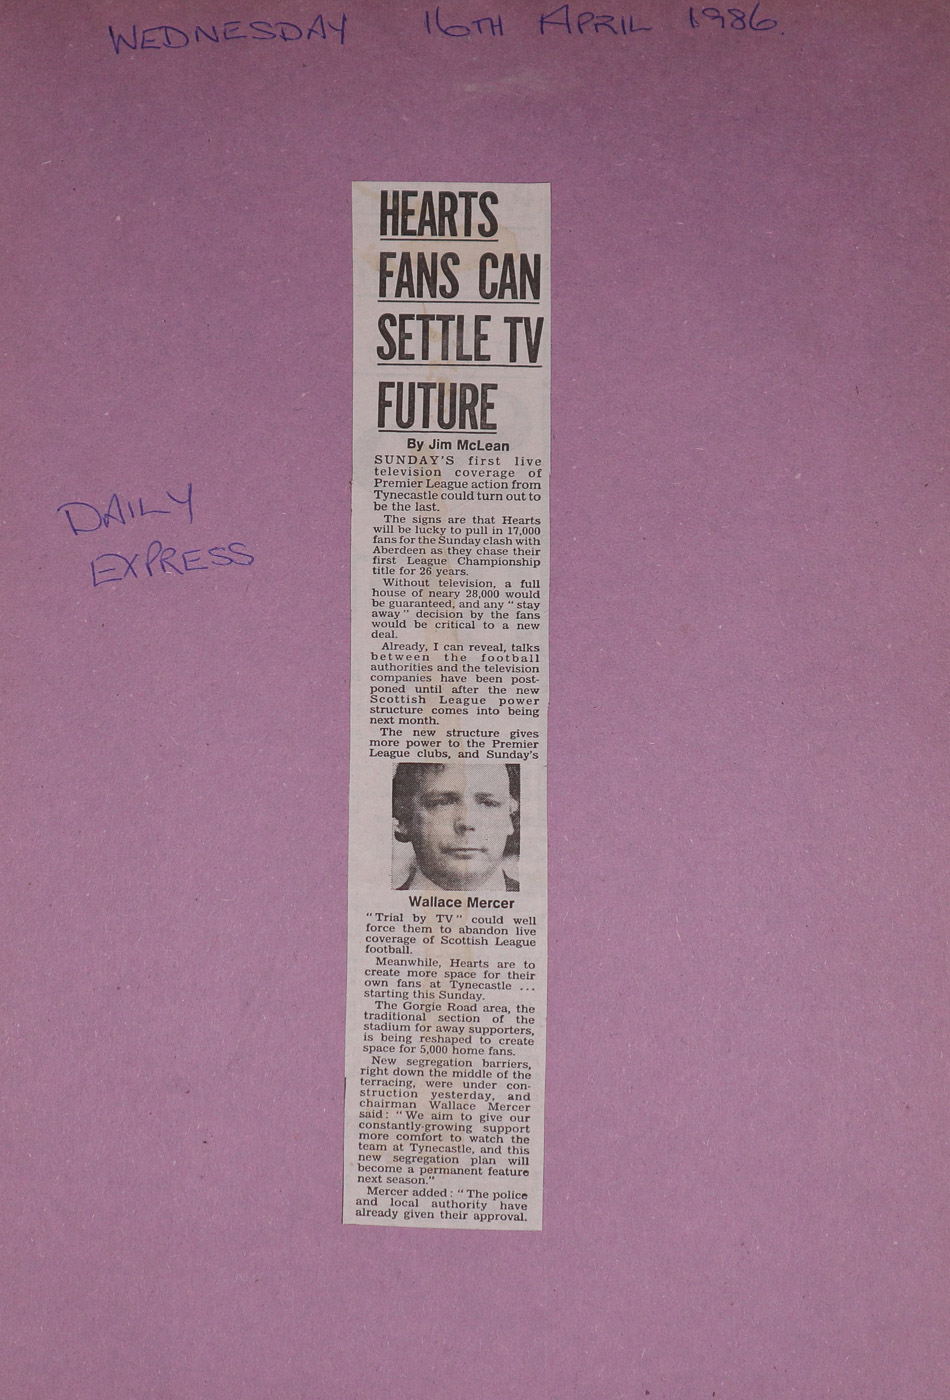 WEDNESDAY 16TH APRIL 1986.
HEARTS
FANS CAN
SETTLE TV
FUTURE
By Jim McLean
DAILY
EXPRESS
SUNDAY'S first live
television coverage of
Premier League action from
Tynecastle could turn out to
be the last.
The signs are that Hearts
will be lucky to pull in 17,000
fans for the Sunday clash with
Aberdeen as they chase their
first League Championship
title for 26 years.
Without television, a full
house of neary 28,000 would
be guaranteed, and any "stay
away" decision by the fans
would be critical to a new
deal.
Already, I can reveal, talks
between the football
authorities and the television
companies have been post-
poned until after the new
Scottish League power
structure comes into being
next month.
The new structure gives
more power to the Premier
League clubs, and Sunday's
Wallace Mercer
"Trial by TV" could well
force them to abandon live
coverage of Scottish League
football.
Meanwhile, Hearts are to
create more space for their
own fans at Tynecastle ...
starting this Sunday.
The Gorgie Road area, the
traditional section of the
stadium for away supporters,
is being reshaped to create
space for 5,000 home fans.
New segregation barriers,
right down the middle of the
terracing, were under con-
struction yesterday, and
chairman Wallace Mercer
said: "We aim to give our
constantly-growing support
more comfort to watch the
team at Tynecastle, and this
new segregation plan will
become a permanent feature
next season."
Mercer added: "The police
and local authority have
already given their approval.